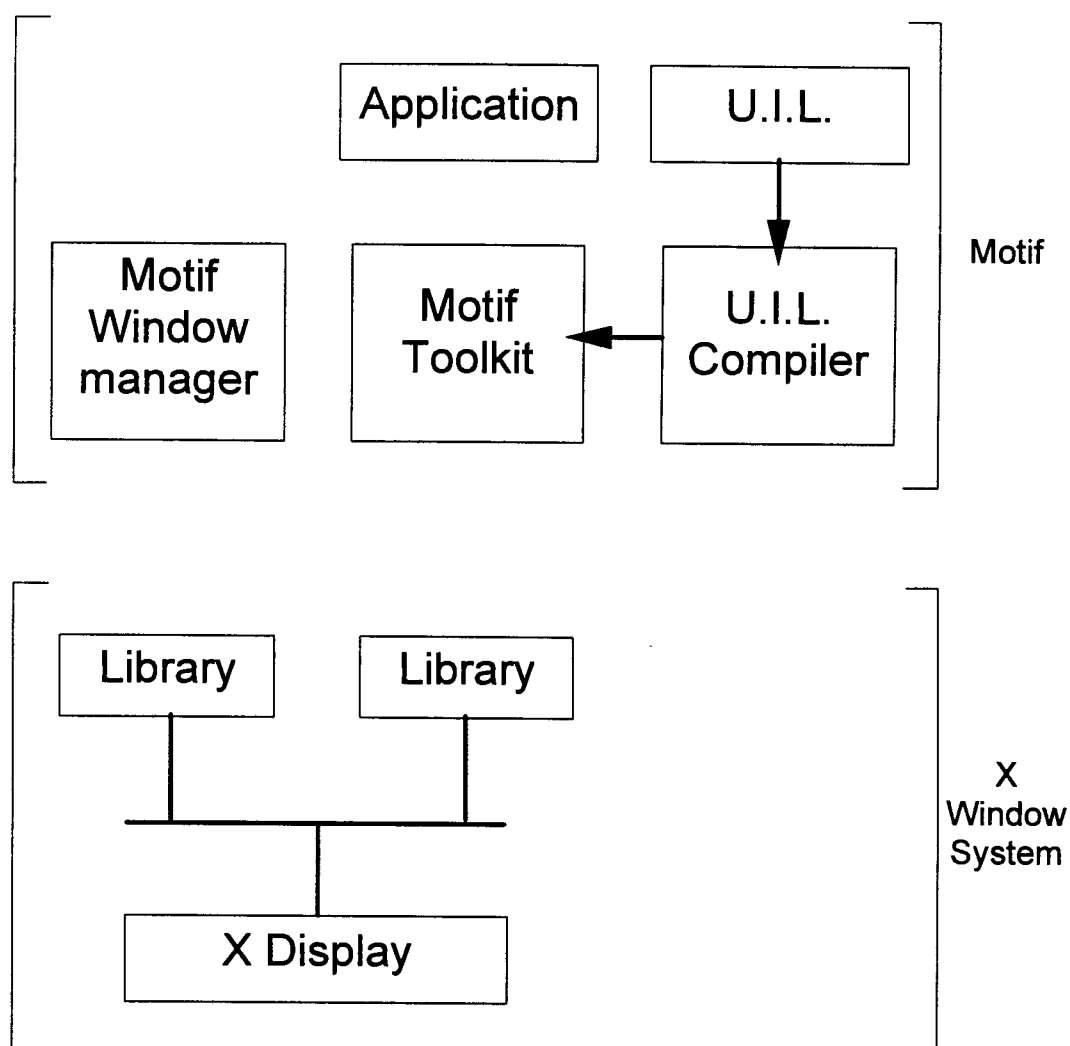 Application
U.I.L.
Motif
Window
manager
Motif
Toolkit
U.I.L.
Compiler
Motif
Library
Library
X Display
X
Window
System